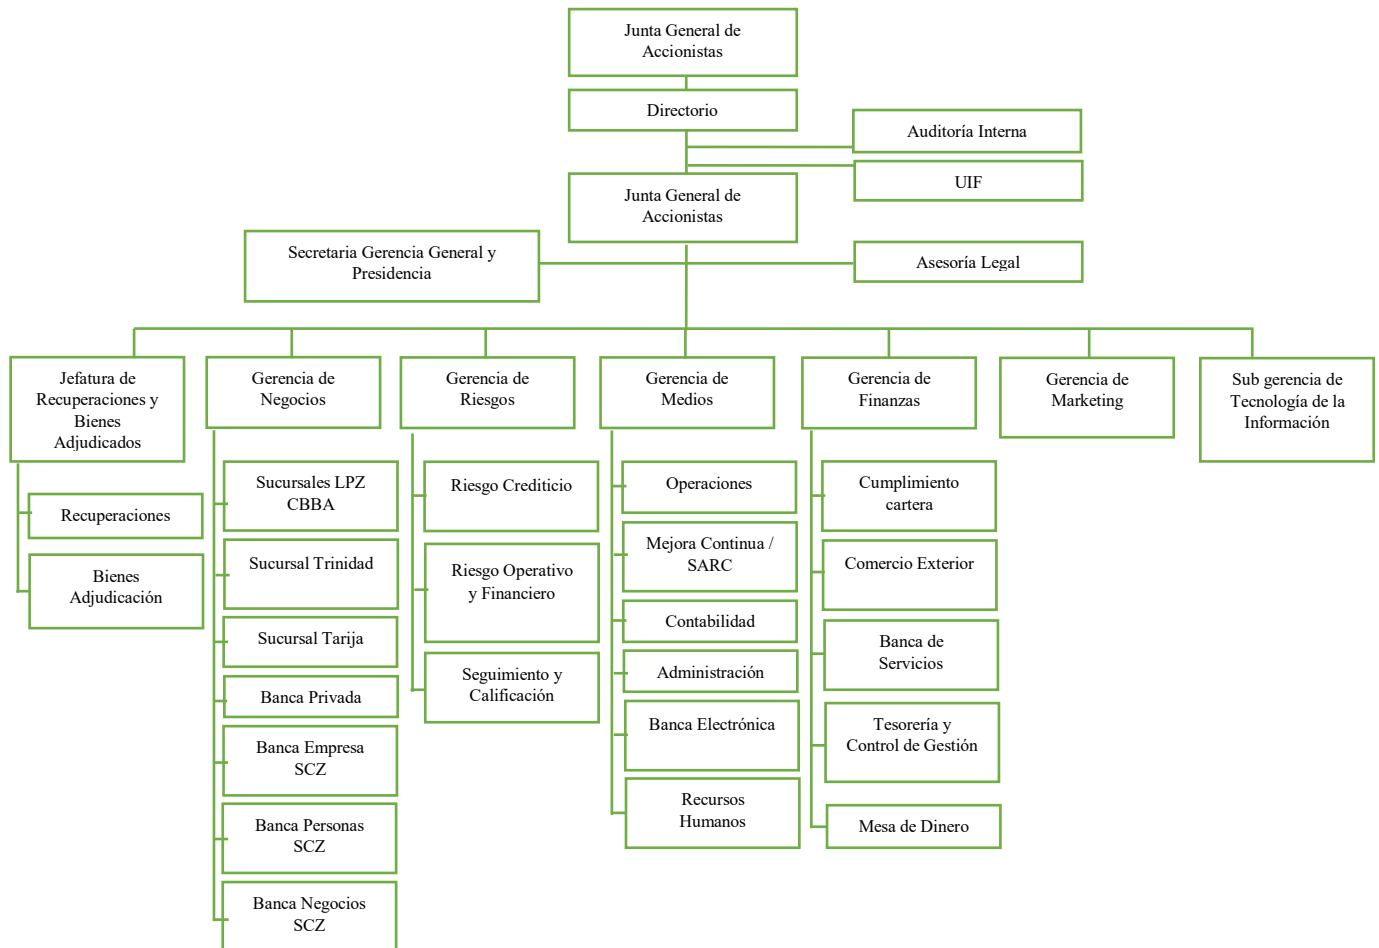 Junta General de
Accionistas
Directorio
Auditoría Interna
UIF
Junta General de
Accionistas
Secretaria Gerencia General y
Presidencia
Asesoría Legal
Jefatura de
Recuperaciones y
Bienes
Adjudicados
Gerencia de
Negocios
Gerencia de
Riesgos
Gerencia de
Medios
Gerencia de
Finanzas
Gerencia de
Marketing
Sub gerencia de
Tecnología de la
Información
Recuperaciones
Bienes
Adjudicación
Sucursales LPZ
CBBA
Sucursal Trinidad
Sucursal Tarija
Banca Privada
Banca Empresa
SCZ
Banca Personas
SCZ
Banca Negocios
SCZ
Riesgo Crediticio
Riesgo Operativo
y Financiero
Seguimiento y
Calificación
Operaciones
Mejora Continua /
SARC
Contabilidad
Administración
Banca Electrónica
Recursos
Humanos
Cumplimiento
cartera
Comercio Exterior
Banca de
Servicios
Tesorería y
Control de Gestión
Mesa de Dinero